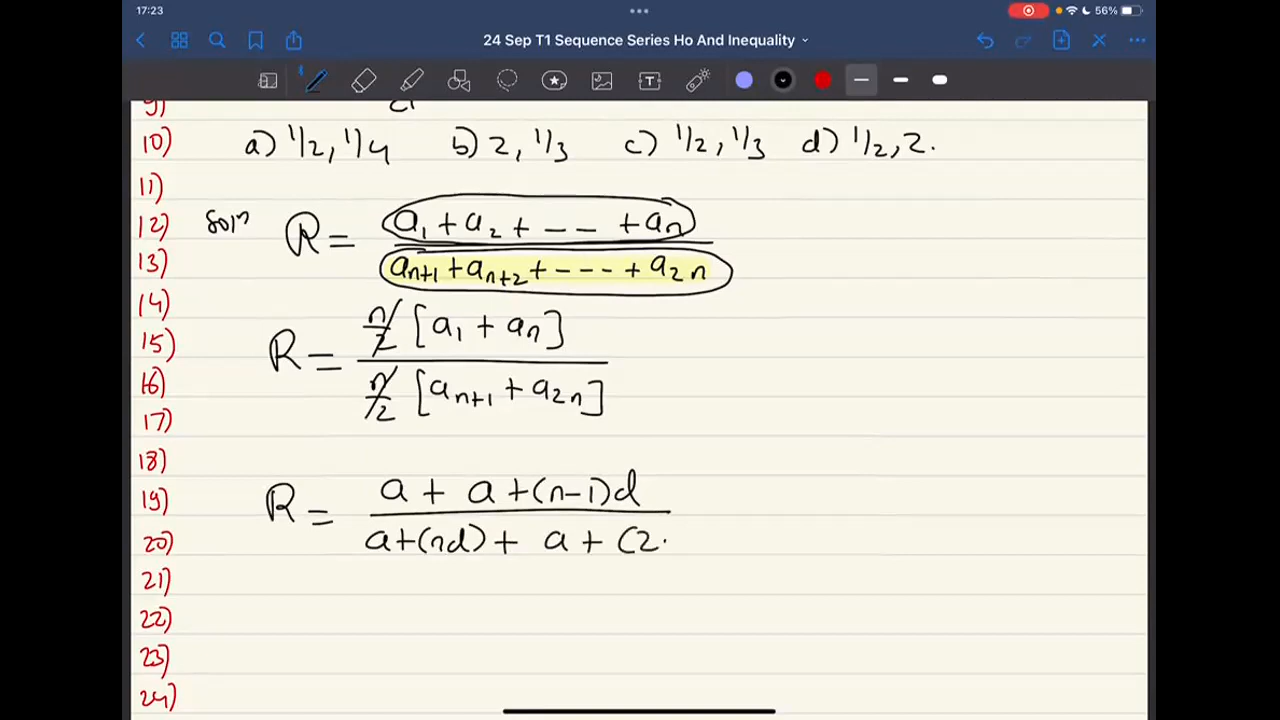 17:23
56%
24 Sep T1 Sequence Series Ho And Inequality
9)
10) a) 1/2, 1/4 b) 2, 1/3 c) 1/2, 1/3 d) 1/2, 2.
11)
12) Solⁿ R = a₁ + a₂ + -- + aₙ
13) aₙ₊₁ + aₙ₊₂ + --- + a₂ₙ
14)
15) R = n/2 [a₁ + aₙ]
16) n/2 [aₙ₊₁ + a₂ₙ]
17)
18)
19) R = a + a + (n-1)d
20) a + (nd) + a + (2.
21)
22)
23)
24)